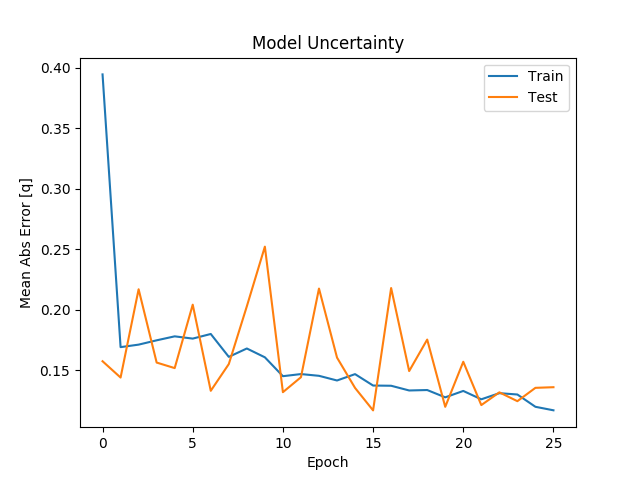 Model Uncertainty
Train
Test
Mean Abs Error [q]
0.40
0.35
0.30
0.25
0.20
0.15
0 5 10 15 20 25
Epoch